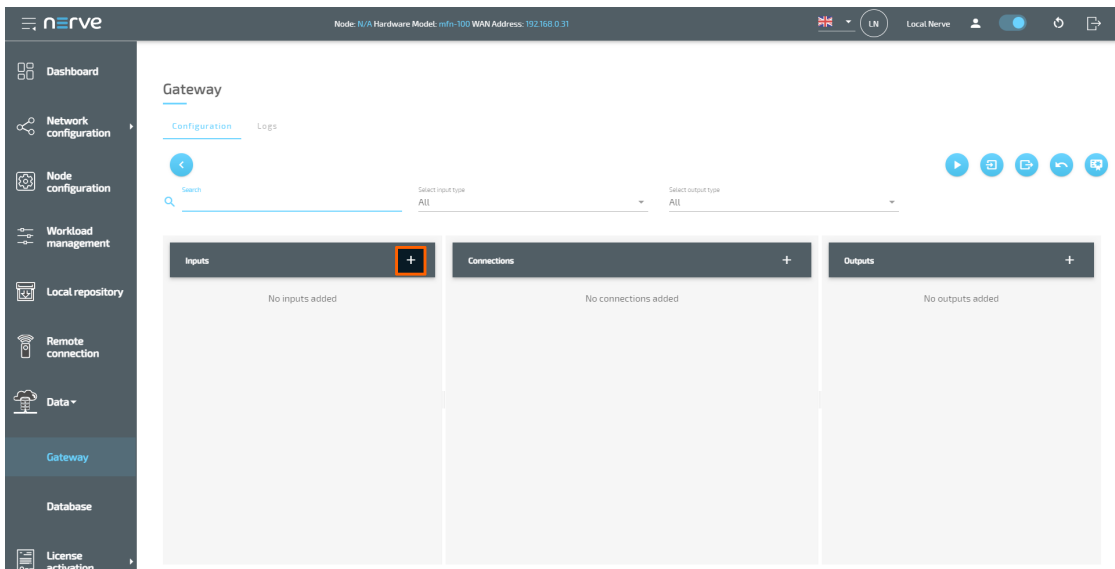 nerve
Node: N/A Hardware Model: mfn-100 WAN Address: 192.168.0.31
LN
Local Nerve
Dashboard
Network
configuration
Node
configuration
Workload
management
Local repository
Remote
connection
Data
Gateway
Database
License
activation
Gateway
Configuration Logs
Search
Select input type
All
Select output type
All
Inputs +
Connections +
Outputs +
No inputs added
No connections added
No outputs added